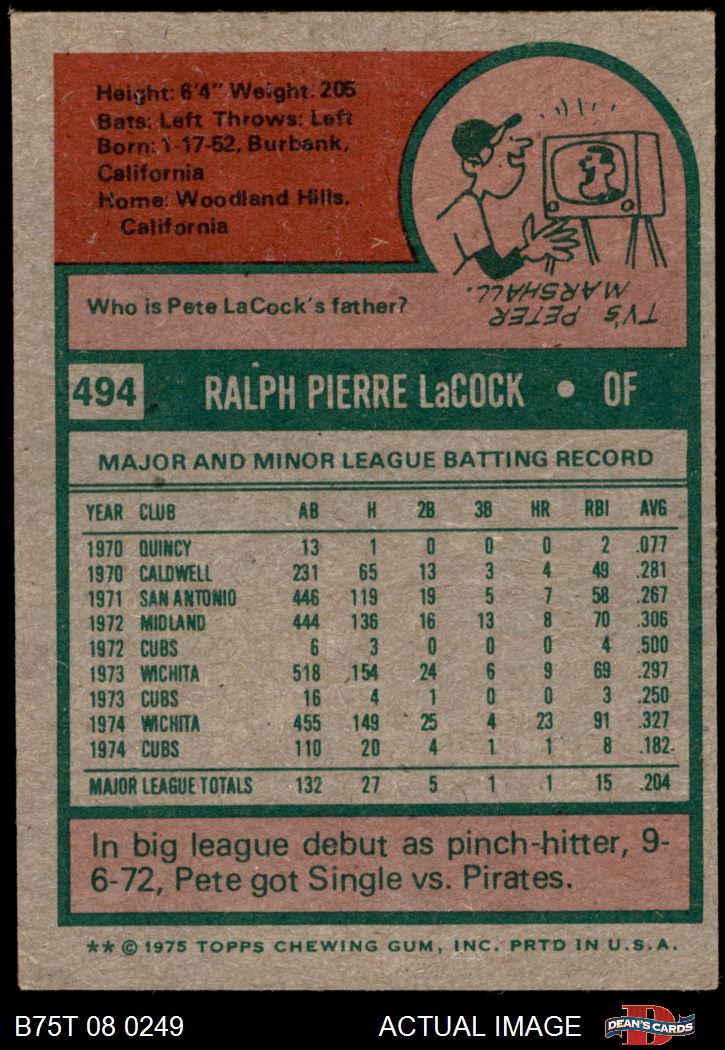 Height: 6'4" Weight: 205
Bats: Left Throws: Left
Born: 1-17-52, Burbank,
California
Home: Woodland Hills,
California
Who is Pete LaCock's father?
TV'S PETER
MARSHALL.
494 RALPH PIERRE LaCOCK • OF
MAJOR AND MINOR LEAGUE BATTING RECORD
YEAR CLUB AB H 2B 3B HR RBI AVG
1970 QUINCY 13 1 0 0 0 2 .077
1970 CALDWELL 231 65 13 3 4 49 .281
1971 SAN ANTONIO 446 119 19 5 7 58 .267
1972 MIDLAND 444 136 16 13 8 70 .306
1972 CUBS 6 3 0 0 0 4 .500
1973 WICHITA 518 154 24 6 9 69 .297
1973 CUBS 16 4 1 0 0 3 .250
1974 WICHITA 455 149 25 4 23 91 .327
1974 CUBS 110 20 4 1 1 8 .182
MAJOR LEAGUE TOTALS 132 27 5 1 1 15 .204
In big league debut as pinch-hitter, 9-
6-72, Pete got Single vs. Pirates.
** © 1975 TOPPS CHEWING GUM, INC. PRTD IN U.S.A.
B75T 08 0249 ACTUAL IMAGE D DEAN'S CARDS